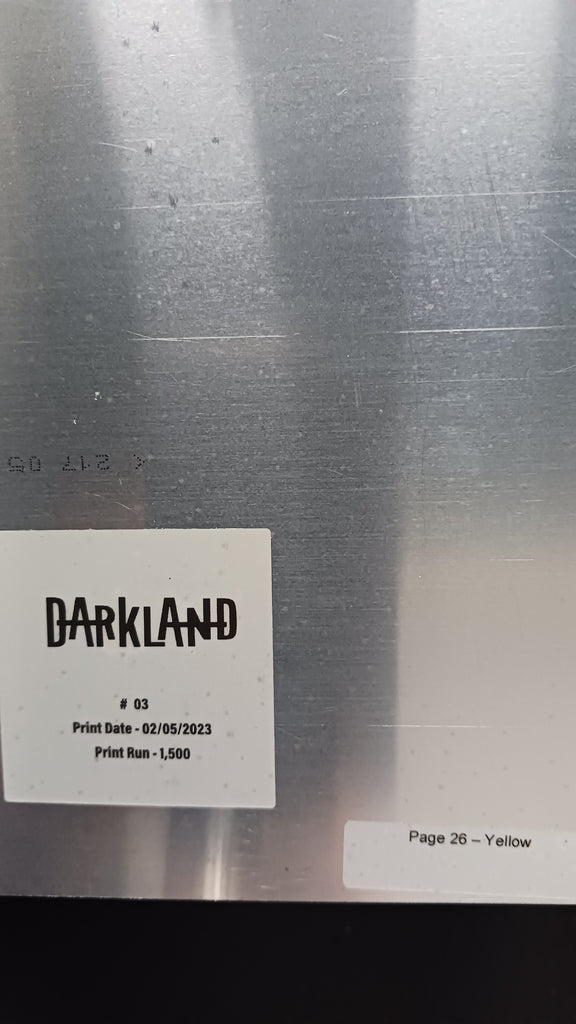 DARKLAND
# 03
Print Date - 02/05/2023
Print Run - 1,500
Page 26 – Yellow